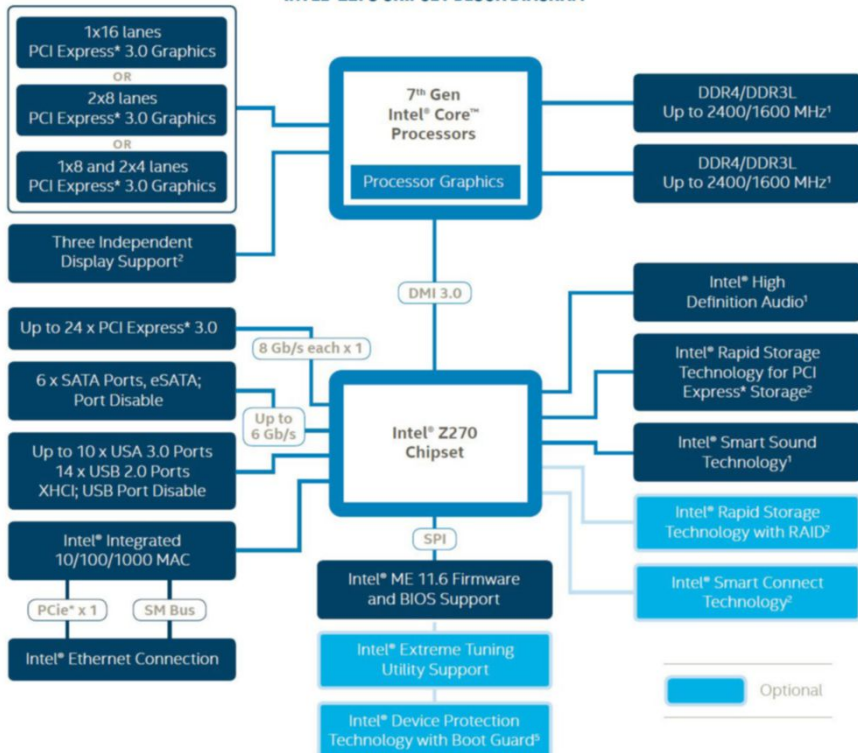 1x16 lanes
PCI Express* 3.0 Graphics
OR
2x8 lanes
PCI Express* 3.0 Graphics
OR
1x8 and 2x4 lanes
PCI Express* 3.0 Graphics
Three Independent
Display Support²
7th Gen
Intel® Core™
Processors
Processor Graphics
DDR4/DDR3L
Up to 2400/1600 MHz¹
DDR4/DDR3L
Up to 2400/1600 MHz¹
DMI 3.0
Up to 24 x PCI Express* 3.0
8 Gb/s each x 1
6 x SATA Ports, eSATA;
Port Disable
Up to
6 Gb/s
Up to 10 x USA 3.0 Ports
14 x USB 2.0 Ports
XHCI; USB Port Disable
Intel® Integrated
10/100/1000 MAC
PCIe* x 1
SM Bus
Intel® Ethernet Connection
Intel® Z270
Chipset
SPI
Intel® ME 11.6 Firmware
and BIOS Support
Intel® Extreme Tuning
Utility Support
Intel® Device Protection
Technology with Boot Guard⁵
Intel® High
Definition Audio¹
Intel® Rapid Storage
Technology for PCI
Express* Storage²
Intel® Smart Sound
Technology¹
Intel® Rapid Storage
Technology with RAID²
Intel® Smart Connect
Technology²
Optional